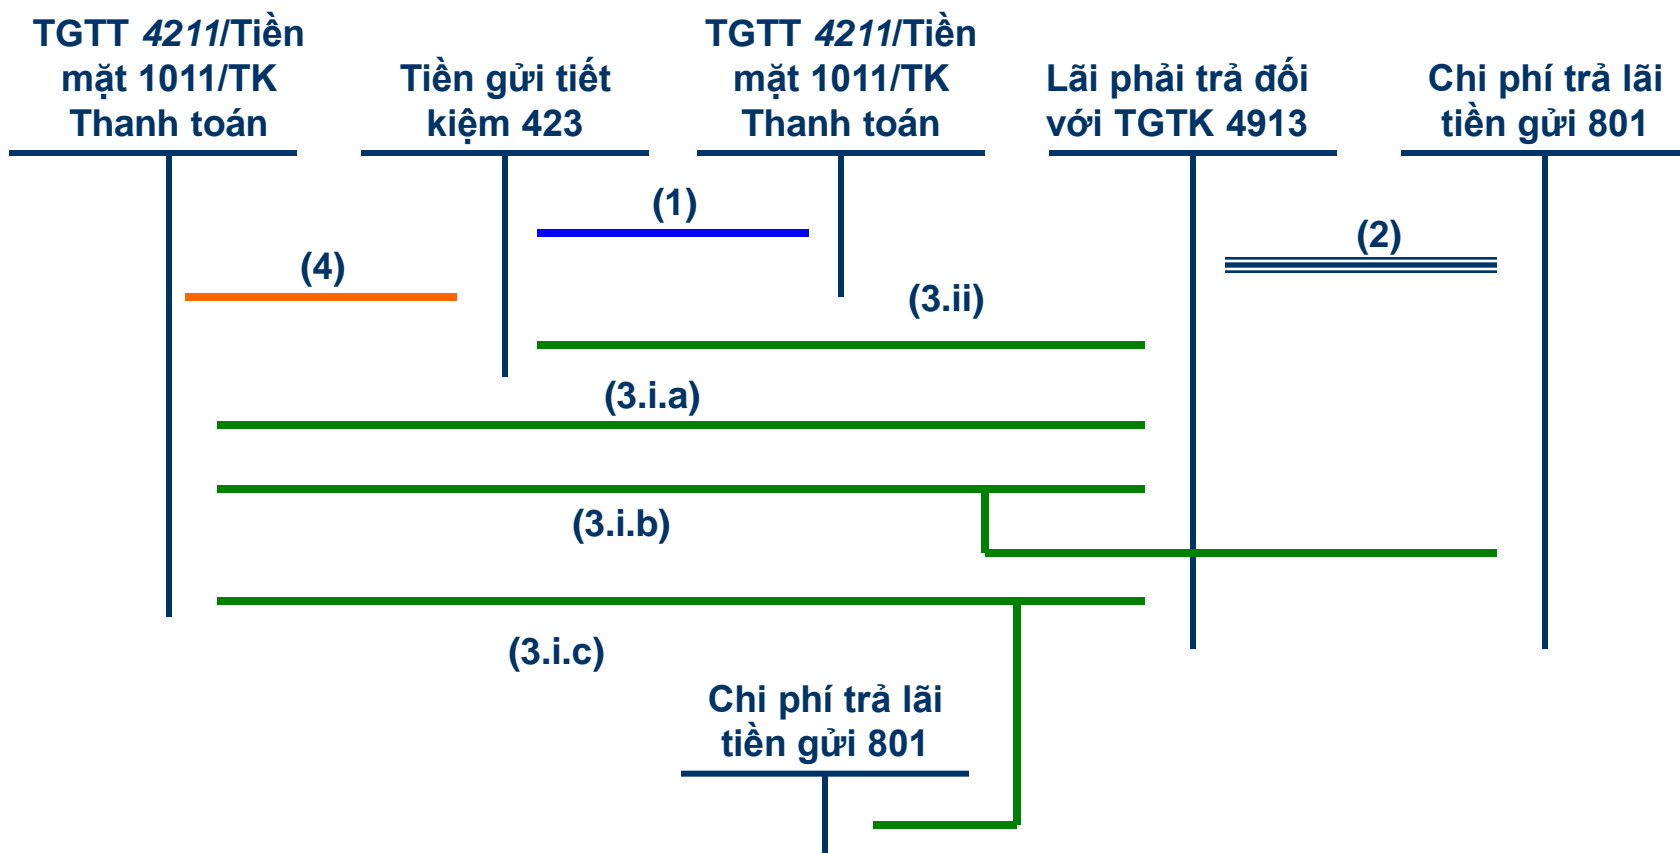 TGTT 4211/Tiền
mặt 1011/TK
Thanh toán
Tiền gửi tiết
kiệm 423
TGTT 4211/Tiền
mặt 1011/TK
Thanh toán
Lãi phải trả đối
với TGTK 4913
Chi phí trả lãi
tiền gửi 801
(1)
(2)
(4)
(3.ii)
(3.i.a)
(3.i.b)
(3.i.c)
Chi phí trả lãi
tiền gửi 801